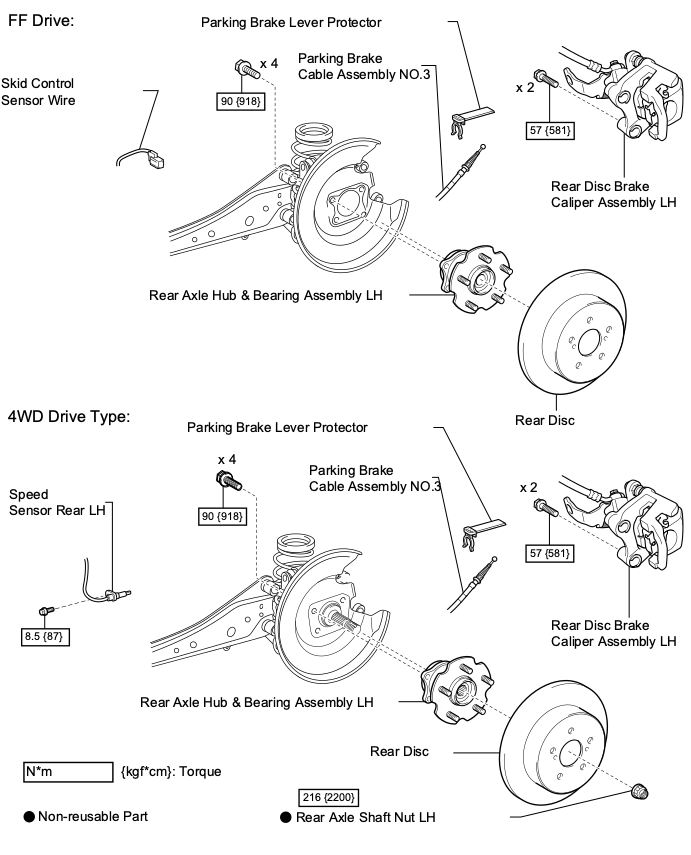 FF Drive:
Parking Brake Lever Protector
x 4
90 {918}
Parking Brake
Cable Assembly NO.3
x 2
57 {581}
Skid Control
Sensor Wire
Rear Disc Brake
Caliper Assembly LH
Rear Axle Hub & Bearing Assembly LH
Rear Disc
4WD Drive Type:
Parking Brake Lever Protector
x 4
90 {918}
Parking Brake
Cable Assembly NO.3
x 2
57 {581}
Speed
Sensor Rear LH
8.5 {87}
Rear Disc Brake
Caliper Assembly LH
Rear Axle Hub & Bearing Assembly LH
Rear Disc
N*m {kgf*cm}: Torque
216 {2200}
● Non-reusable Part
● Rear Axle Shaft Nut LH